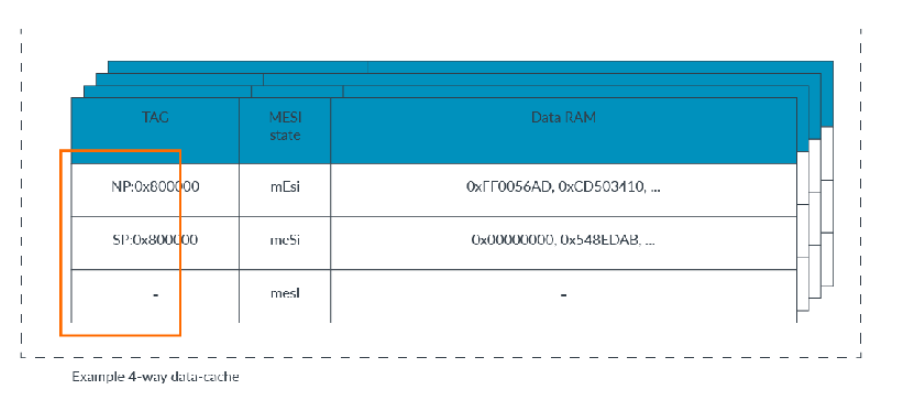 TAG
MESI
state
Data RAM
NP:0x800000
mEsi
0xFF0056AD, 0xCD503410, ...
SP:0x800000
meSi
0x00000000, 0x548EDAB, ...
-
mesI
-
Example 4-way data-cache